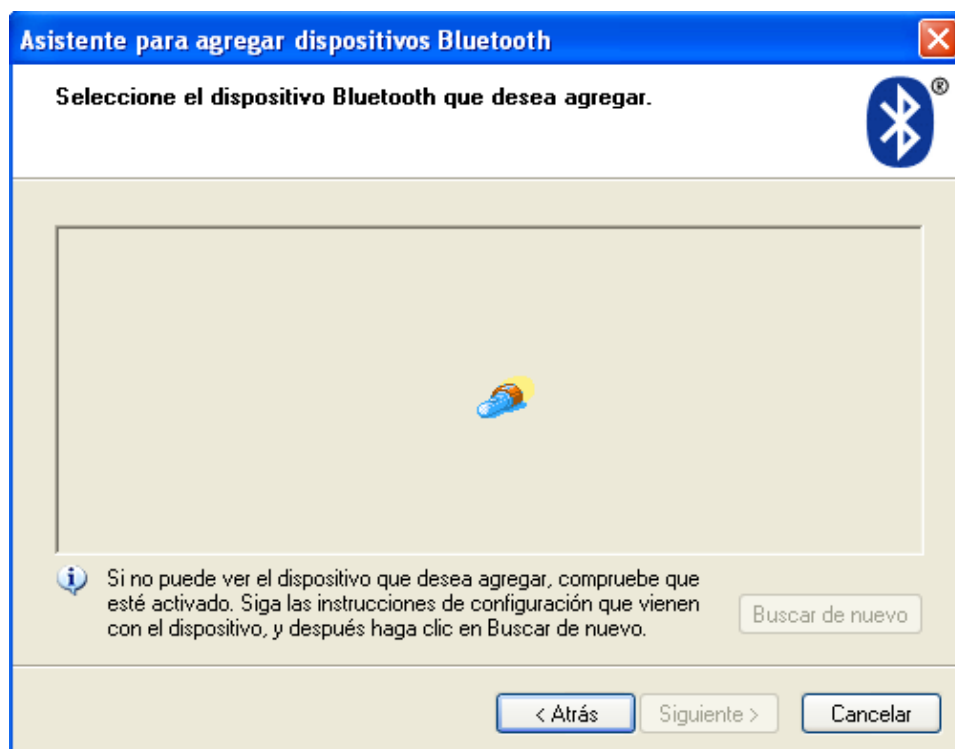 Asistente para agregar dispositivos Bluetooth
Seleccione el dispositivo Bluetooth que desea agregar.
®
Si no puede ver el dispositivo que desea agregar, compruebe que
esté activado. Siga las instrucciones de configuración que vienen
con el dispositivo, y después haga clic en Buscar de nuevo.
Buscar de nuevo
< Atrás
Siguiente >
Cancelar